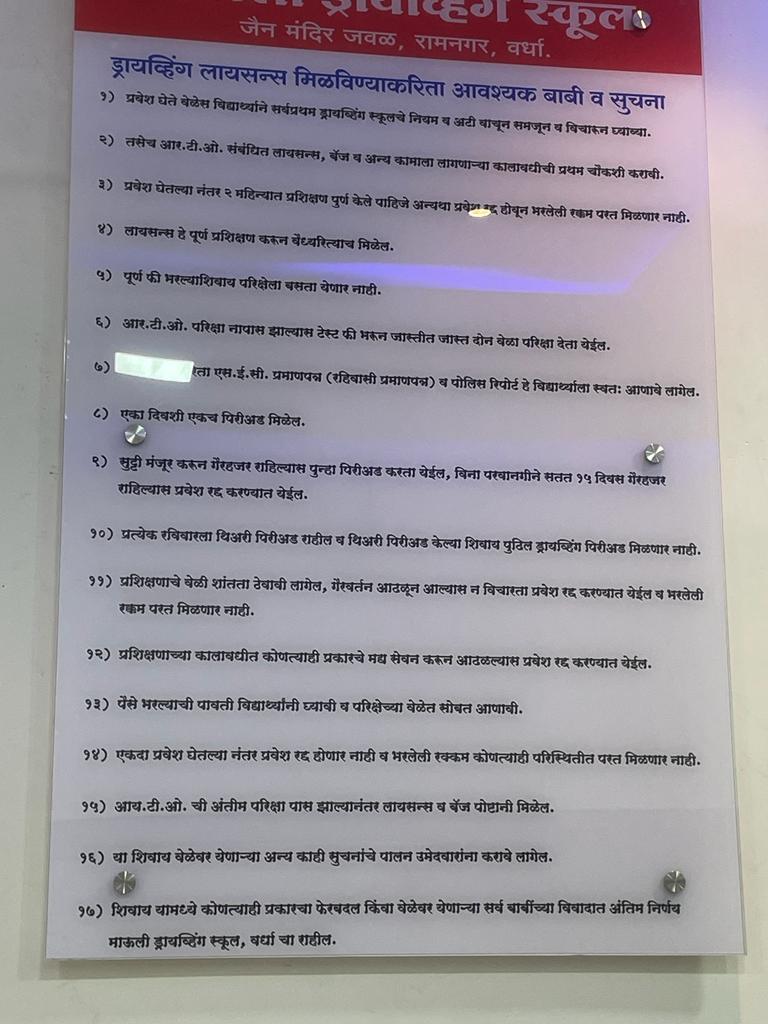 ड्रायव्हिंग स्कूल
जैन मंदिर जवळ, रामनगर, वर्धा.
ड्रायव्हिंग लायसन्स मिळविण्याकरिता आवश्यक बाबी व सुचना
१) प्रवेश घेते वेळेस विद्यार्थ्याने सर्वप्रथम ड्रायव्हिंग स्कूलचे नियम व अटी वाचून समजून व विचारून घ्याव्या.
२) तसेच आर.टी.ओ. संबंधित लायसन्स, बॅज व अन्य कामाला लागणाऱ्या कालावधीची प्रथम चौकशी करावी.
३) प्रवेश घेतल्या नंतर २ महिन्यात प्रशिक्षण पुर्ण केले पाहिजे अन्यथा प्रवेश रद्द होवून भरलेली रक्कम परत मिळणार नाही.
४) लायसन्स हे पूर्ण प्रशिक्षण करून वैध्यरित्याच मिळेल.
५) पूर्ण फी भरल्याशिवाय परिक्षेला बसता येणार नाही.
६) आर.टी.ओ. परिक्षा नापास झाल्यास टेस्ट फी भरून जास्तीत जास्त दोन वेळा परिक्षा देता येईल.
७) एस.ई.सी. प्रमाणपत्र (रहिवासी प्रमाणपत्र) व पोलिस रिपोर्ट हे विद्यार्थ्याला स्वतः आणावे लागेल.
८) एका दिवशी एकच पिरीअड मिळेल.
९) सुट्टी मंजूर करून गैरहजर राहिल्यास पुन्हा पिरीअड करता येईल, विना परवानगीने सतत १५ दिवस गैरहजर
राहिल्यास प्रवेश रद्द करण्यात येईल.
१०) प्रत्येक रविवारला थिअरी पिरीअड राहील व थिअरी पिरीअड केल्या शिवाय पुढिल ड्रायव्हिंग पिरीअड मिळणार नाही.
११) प्रशिक्षणाचे वेळी शांतता ठेवावी लागेल, गैरवर्तन आढळून आल्यास न विचारता प्रवेश रद्द करण्यात येईल व भरलेली
रक्कम परत मिळणार नाही.
१२) प्रशिक्षणाच्या कालावधीत कोणत्याही प्रकारचे मद्य सेवन करून आढळल्यास प्रवेश रद्द करण्यात येईल.
१३) पैसे भरल्याची पावती विद्यार्थ्यांनी घ्यावी व परिक्षेच्या वेळेत सोबत आणावी.
१४) एकदा प्रवेश घेतल्या नंतर प्रवेश रद्द होणार नाही व भरलेली रक्कम कोणत्याही परिस्थितीत परत मिळणार नाही.
१५) आय.टी.ओ. ची अंतीम परिक्षा पास झाल्यानंतर लायसन्स व बॅज पोष्टानी मिळेल.
१६) या शिवाय वेळेवर येणाऱ्या अन्य काही सुचनांचे पालन उमेदवारांना करावे लागेल.
१७) शिवाय यामध्ये कोणत्याही प्रकारचा फेरबदल किंवा वेळेवर येणाऱ्या सर्व बाबींच्या विवादात अंतिम निर्णय
माऊली ड्रायव्हिंग स्कूल, वर्धा चा राहील.